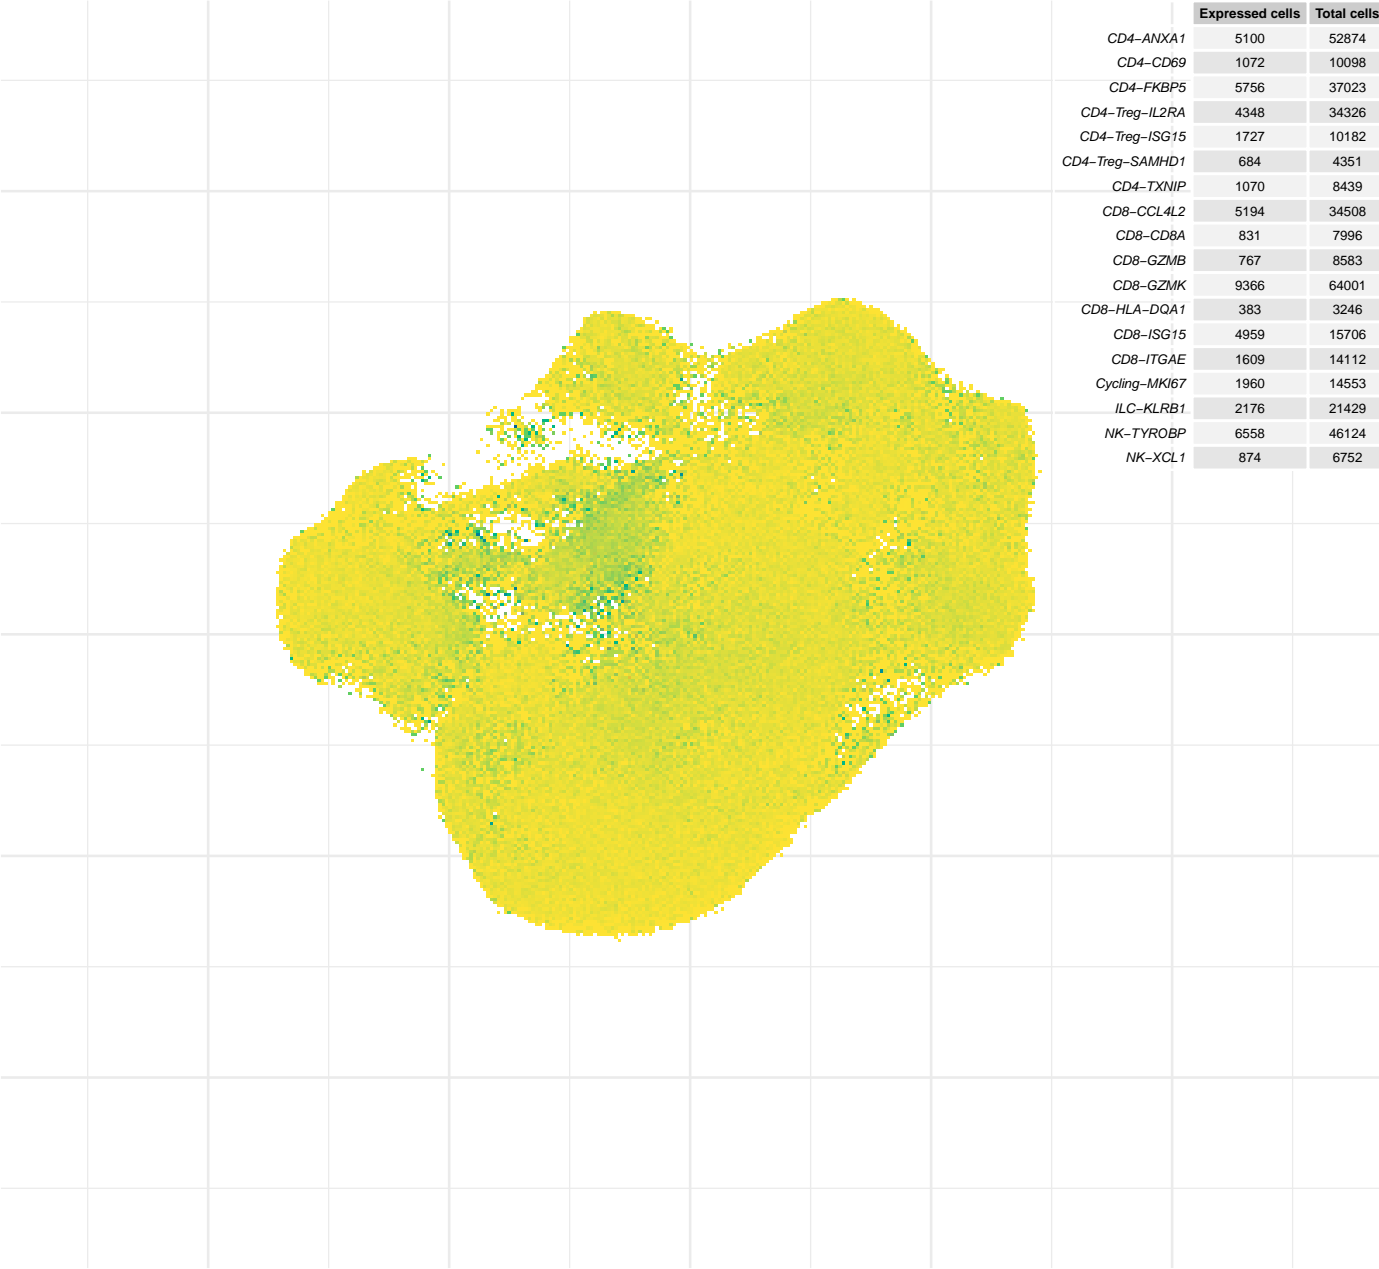 Expressed cells Total cells
CD4−ANXA1 5100 52874
CD4−CD69 1072 10098
CD4−FKBP5 5756 37023
CD4−Treg−IL2RA 4348 34326
CD4−Treg−ISG15 1727 10182
CD4−Treg−SAMHD1 684 4351
CD4−TXNIP 1070 8439
CD8−CCL4L2 5194 34508
CD8−CD8A 831 7996
CD8−GZMB 767 8583
CD8−GZMK 9366 64001
CD8−HLA−DQA1 383 3246
CD8−ISG15 4959 15706
CD8−ITGAE 1609 14112
Cycling−MKI67 1960 14553
ILC−KLRB1 2176 21429
NK−TYROBP 6558 46124
NK−XCL1 874 6752